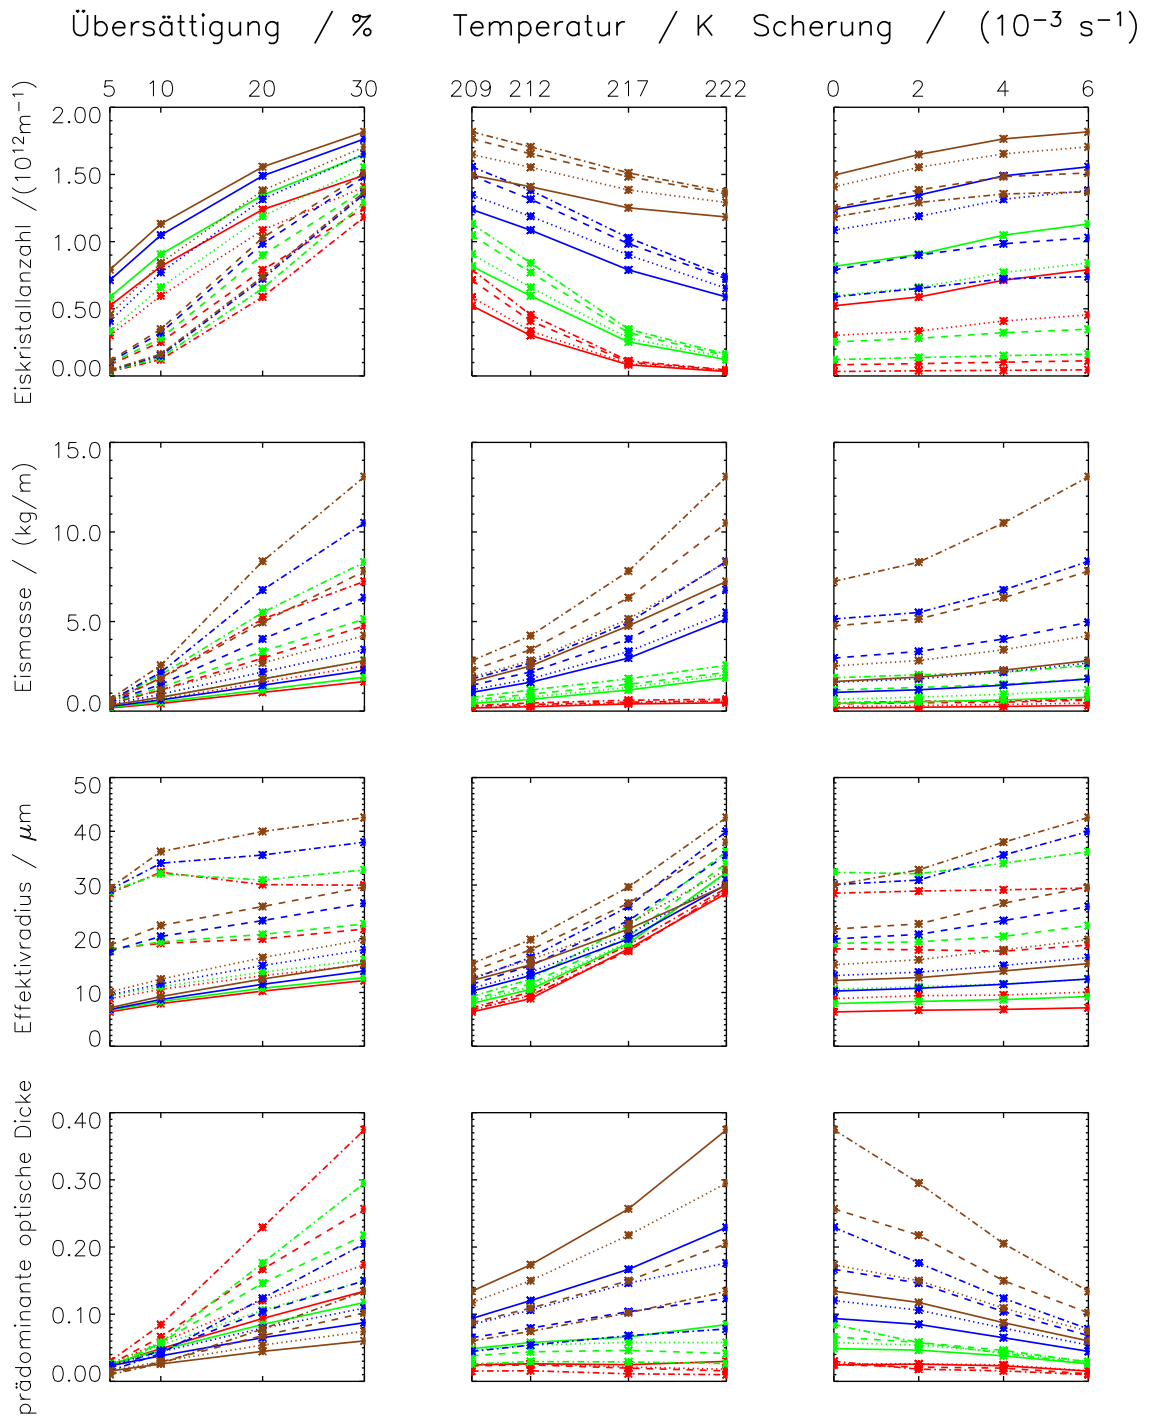 Übersättigung / %
Temperatur / K
Scherung / (10⁻³ s⁻¹)
5 10 20 30
209 212 217 222
0 2 4 6
Eiskristallanzahl /(10¹²m⁻¹)
2.00
1.50
1.00
0.50
0.00
Eismasse / (kg/m)
15.0
10.0
5.0
0.0
Effektivradius / μm
50
40
30
20
10
0
prädominante optische Dicke
0.40
0.30
0.20
0.10
0.00